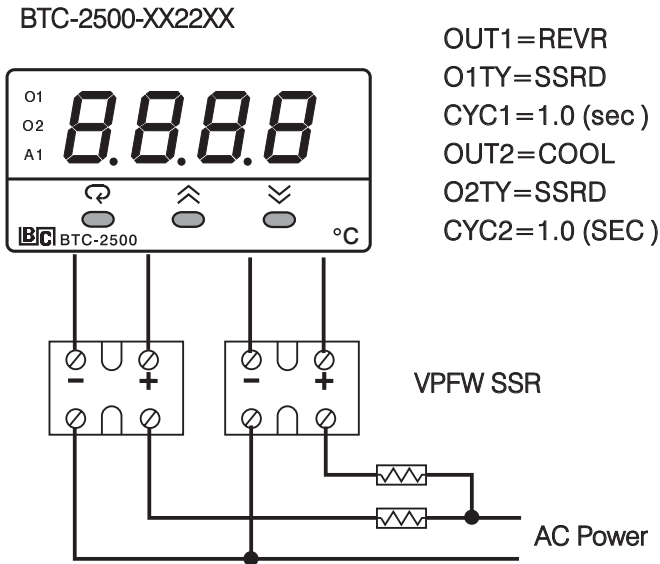 BTC-2500-XX22XX
OUT1=REVR
O1TY=SSRD
CYC1=1.0 (sec )
OUT2=COOL
O2TY=SSRD
CYC2=1.0 (SEC )
O1
O2
A1
8.8.8.8
BC BTC-2500
°C
− +
− +
VPFW SSR
AC Power